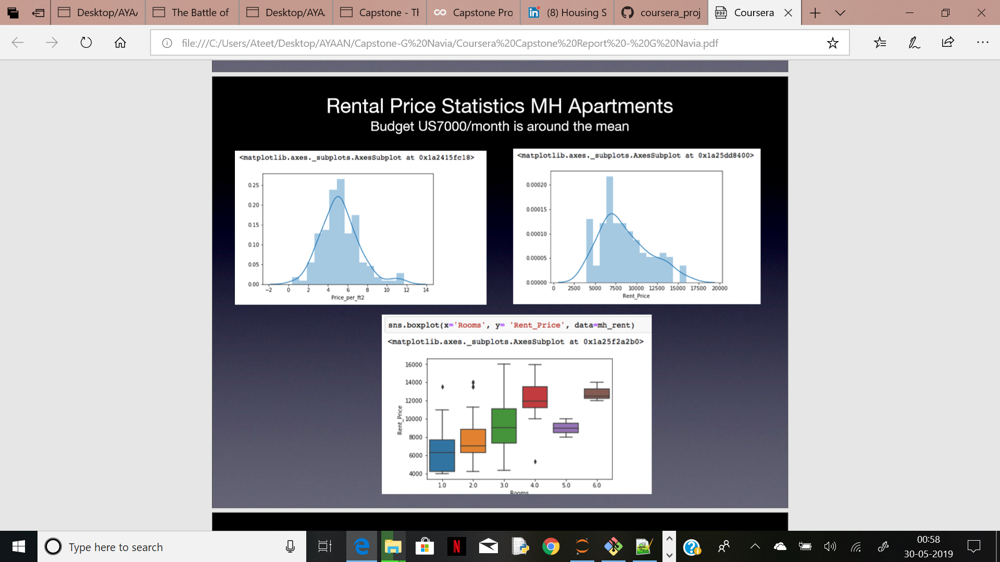 Desktop/AYAA
The Battle of
Desktop/AYA
Capstone - Th
Capstone Pro
(8) Housing S
coursera_proj
Coursera
file:///C:/Users/Ateet/Desktop/AYAAN/Capstone-G%20Navia/Coursera%20Capstone%20Report%20-%20G%20Navia.pdf
Rental Price Statistics MH Apartments
Budget US7000/month is around the mean
<matplotlib.axes._subplots.AxesSubplot at 0x1a2415fc18>
0.25
0.20
0.15
0.10
0.05
0.00
−2 0 2 4 6 8 10 12 14
Price_per_ft2
<matplotlib.axes._subplots.AxesSubplot at 0x1a25dd8400>
0.00020
0.00015
0.00010
0.00005
0.00000
0 2500 5000 7500 10000 12500 15000 17500 20000
Rent_Price
sns.boxplot(x='Rooms', y= 'Rent_Price', data=mh_rent)
<matplotlib.axes._subplots.AxesSubplot at 0x1a25f2a2b0>
16000
14000
12000
10000
8000
6000
4000
Rent_Price
1.0 2.0 3.0 4.0 5.0 6.0
Rooms
Type here to search
00:58
30-05-2019